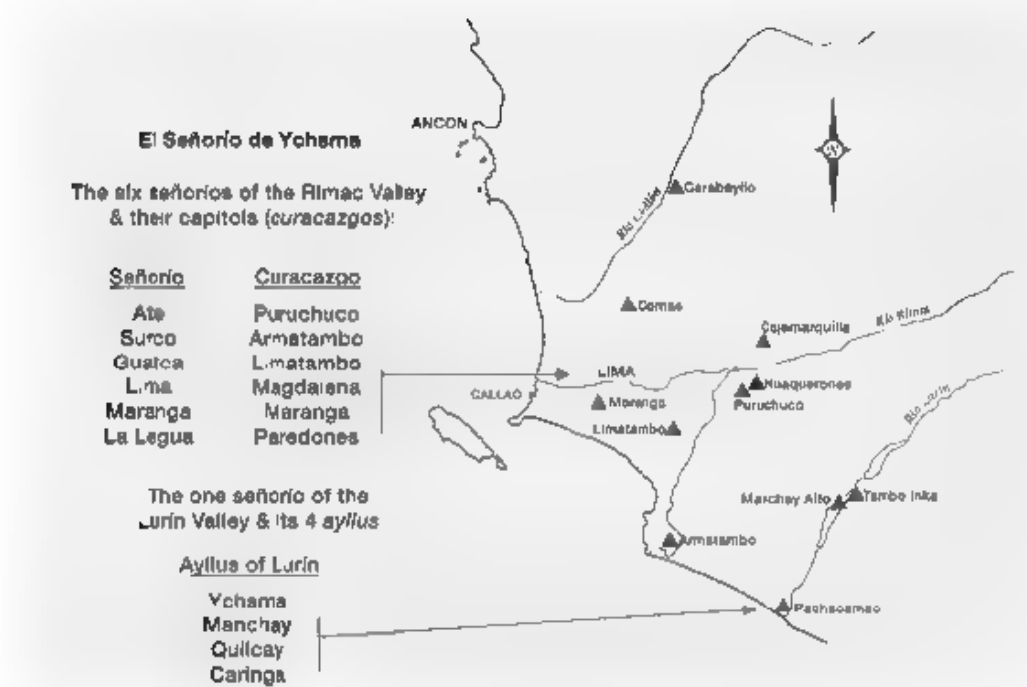 El Señorío de Ychsma
The six señorios of the Rimac Valley
& their capitols (curacazgos):
Señorio Curacazgo
Ate Puruchuco
Surco Armatambo
Guatca Limatambo
Lima Magdalena
Maranga Maranga
La Legua Paredones
The one señorío of the
Lurín Valley & its 4 ayllus
Ayllus of Lurín
Ychsma
Manchay
Quilcay
Caringa
ANCON
Río Chillón
Carabayllo
Comas
Cajamarquilla
Río Rimac
LIMA
CALLAO
Maranga
Huaquerones
Puruchuco
Limatambo
Río Lurín
Manchay Alto
Tambo Inka
Armatambo
Pachacamac
N